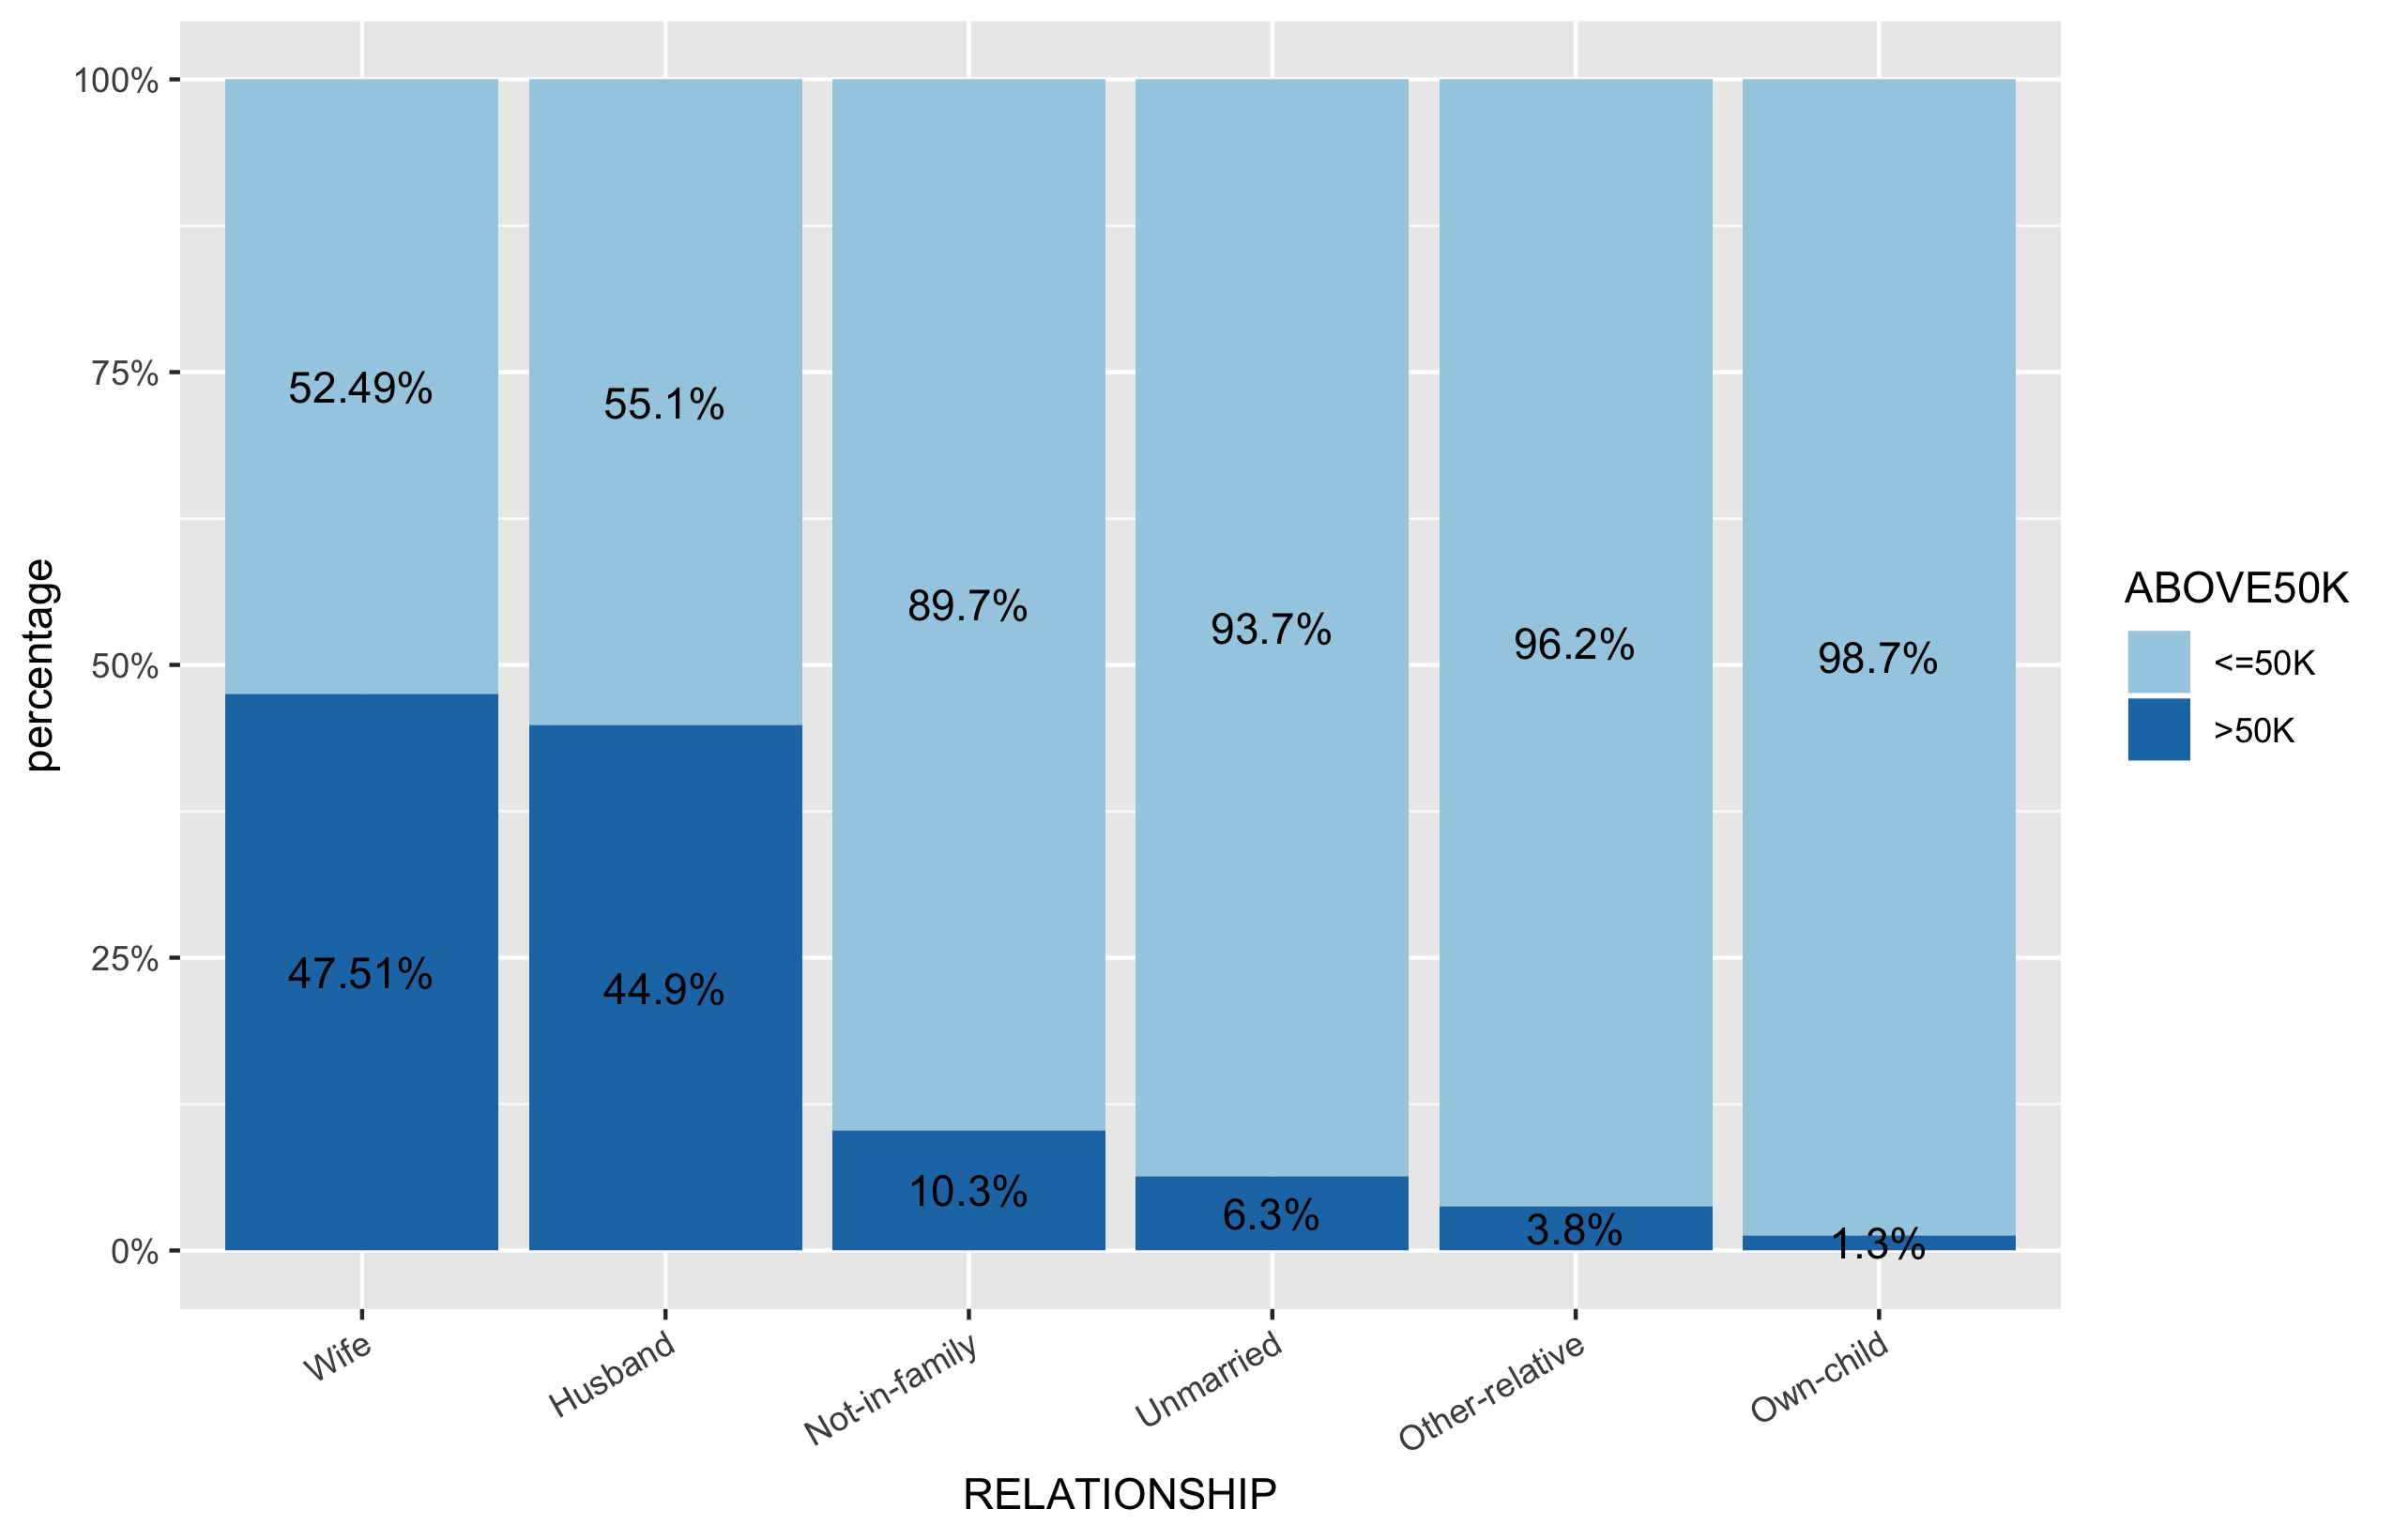 100%
75%
50%
25%
0%
percentage
52.49%
55.1%
89.7%
93.7%
96.2%
98.7%
47.51%
44.9%
10.3%
6.3%
3.8%
1.3%
Wife
Husband
Not-in-family
Unmarried
Other-relative
Own-child
RELATIONSHIP
ABOVE50K
<=50K
>50K